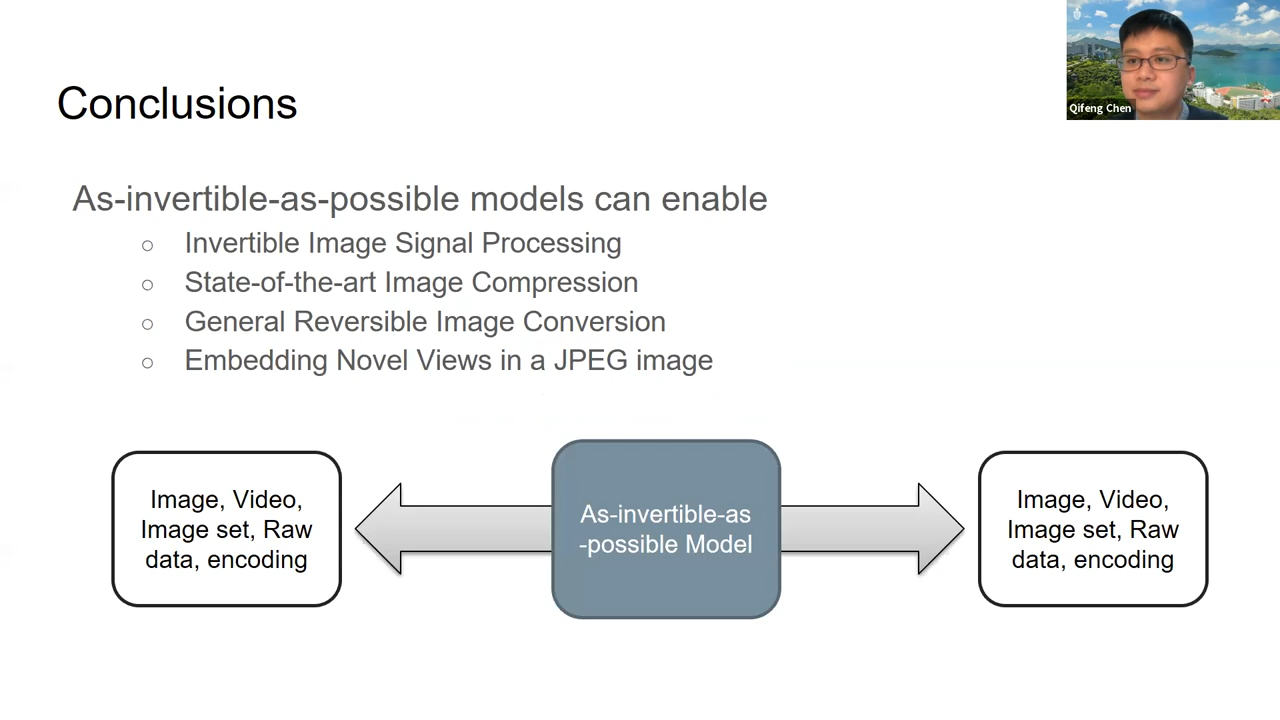 Conclusions
Qifeng Chen
As-invertible-as-possible models can enable
Invertible Image Signal Processing
State-of-the-art Image Compression
General Reversible Image Conversion
Embedding Novel Views in a JPEG image
Image, Video,
Image set, Raw
data, encoding
As-invertible-as
-possible Model
Image, Video,
Image set, Raw
data, encoding